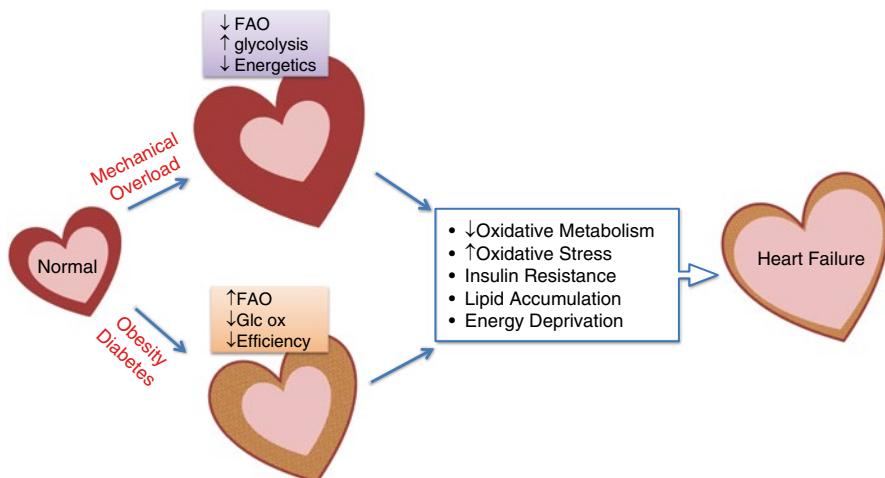 ↓ FAO
↑ glycolysis
↓ Energetics
Mechanical
Overload
Normal
Obesity
Diabetes
↑FAO
↓Glc ox
↓Efficiency
• ↓Oxidative Metabolism
• ↑Oxidative Stress
• Insulin Resistance
• Lipid Accumulation
• Energy Deprivation
Heart Failure